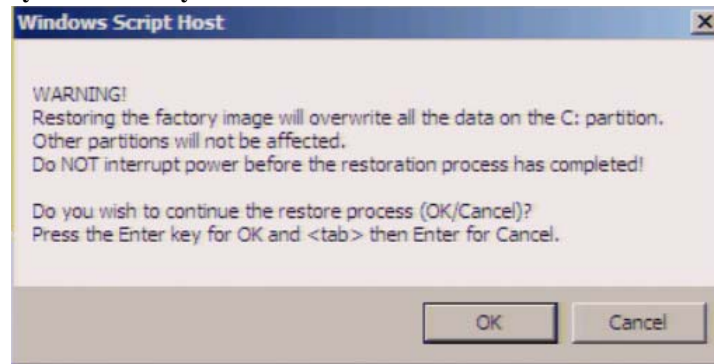 Windows Script Host
WARNING!
Restoring the factory image will overwrite all the data on the C: partition.
Other partitions will not be affected.
Do NOT interrupt power before the restoration process has completed!
Do you wish to continue the restore process (OK/Cancel)?
Press the Enter key for OK and <tab> then Enter for Cancel.
OK
Cancel